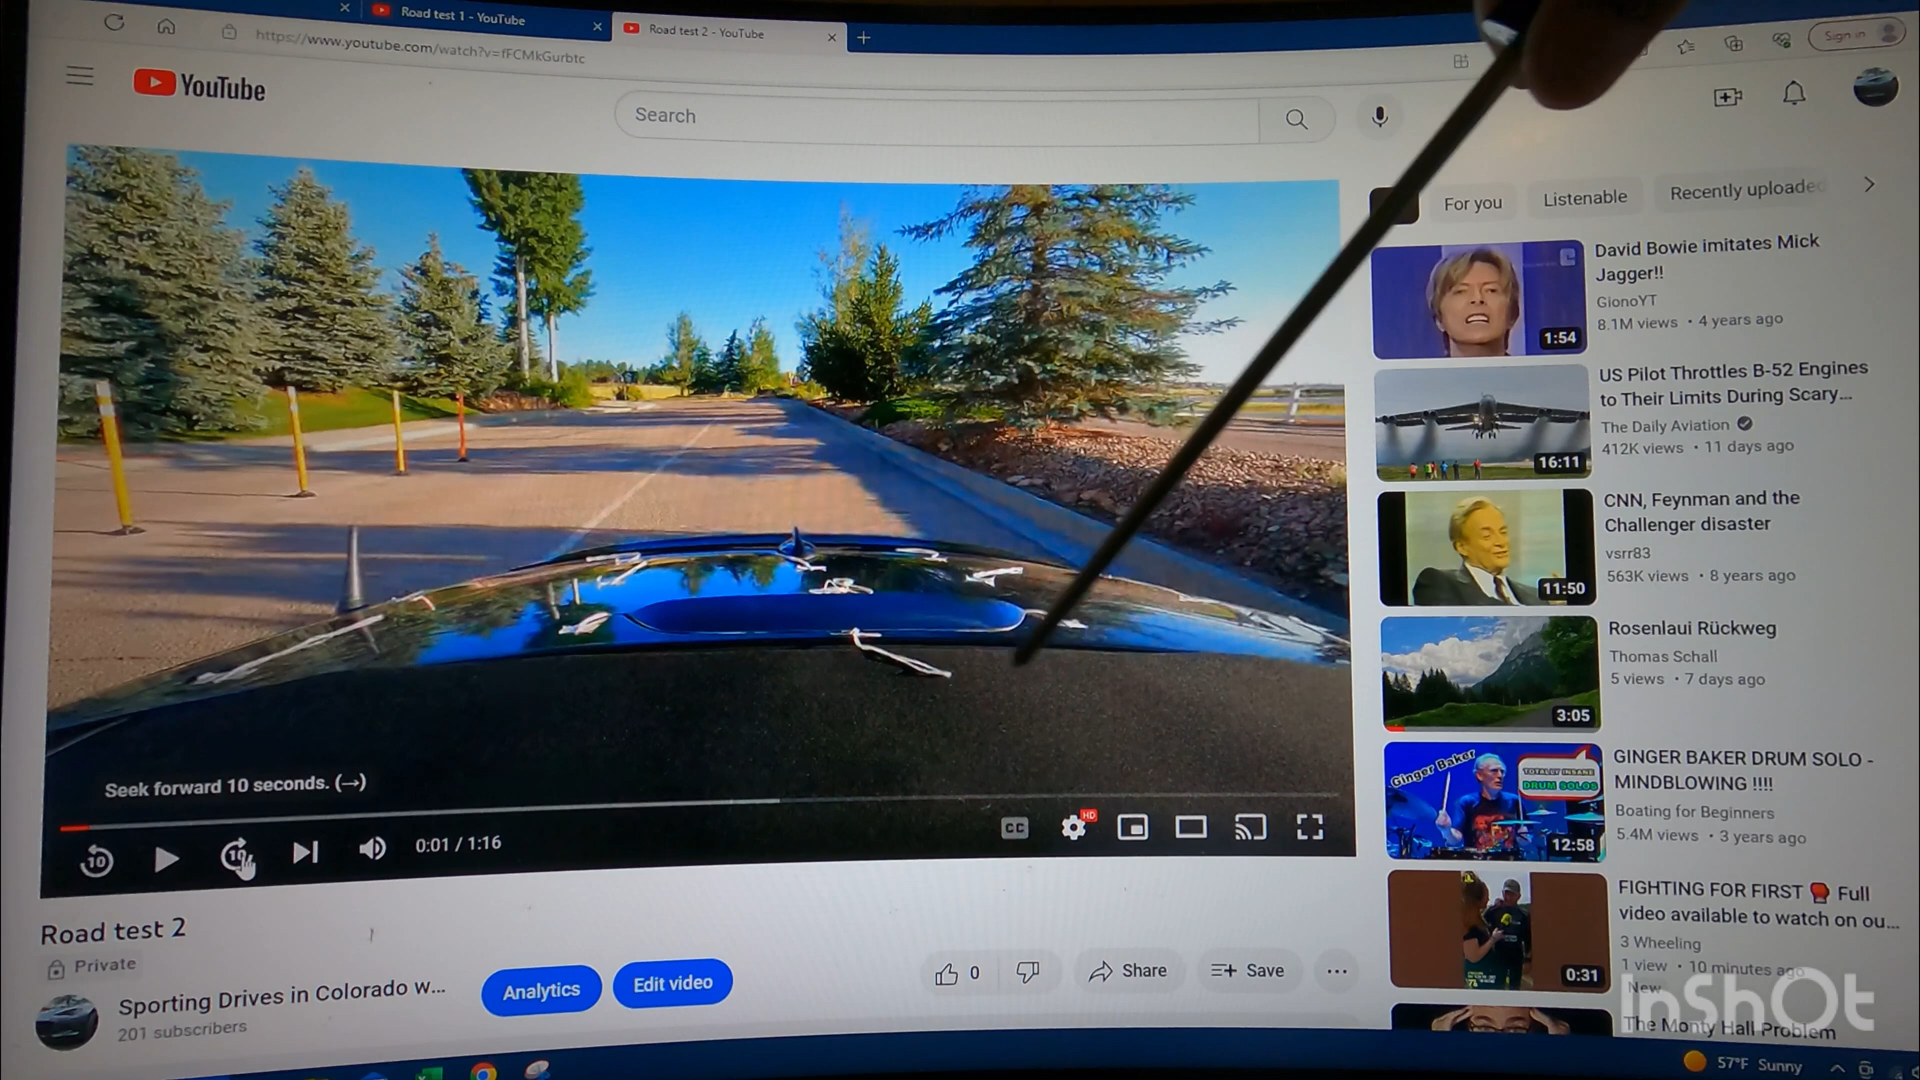 Road test 1 - YouTube
Road test 2 - YouTube
https://www.youtube.com/watch?v=fFCMkGurbtc
Sign in
YouTube
Search
For you
Listenable
Recently uploaded
David Bowie imitates Mick
Jagger!!
GionoYT
8.1M views • 4 years ago
1:54
US Pilot Throttles B-52 Engines
to Their Limits During Scary...
The Daily Aviation
412K views • 11 days ago
16:11
CNN, Feynman and the
Challenger disaster
vsrr83
563K views • 8 years ago
11:50
Rosenlaui Rückweg
Thomas Schall
5 views • 7 days ago
3:05
Ginger Baker
TOTALLY INSANE
DRUM SOLOS
GINGER BAKER DRUM SOLO -
MINDBLOWING !!!!
Boating for Beginners
5.4M views • 3 years ago
12:58
FIGHTING FOR FIRST 🥊 Full
video available to watch on ou...
3 Wheeling
1 view • 10 minutes ago
New
0:31
The Monty Hall Problem
Seek forward 10 seconds. (→)
10
10
0:01 / 1:16
CC
HD
Road test 2
Private
Sporting Drives in Colorado w...
201 subscribers
Analytics
Edit video
0
Share
Save
InShOt
57°F Sunny